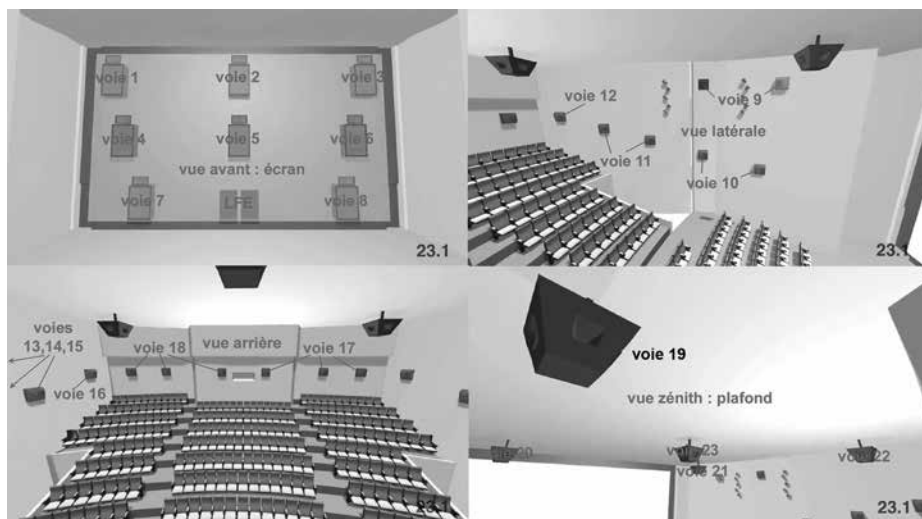 voie 1
voie 2
voie 3
voie 4
voie 5
voie 6
vue avant : écran
voie 7
LFE
voie 8
23.1
voie 12
voie 9
vue latérale
voie 11
voie 10
23.1
voies
13,14,15
voie 18
vue arrière
voie 17
voie 16
23.1
voie 19
vue zénith : plafond
voie 20
voie 23
voie 22
voie 21
23.1